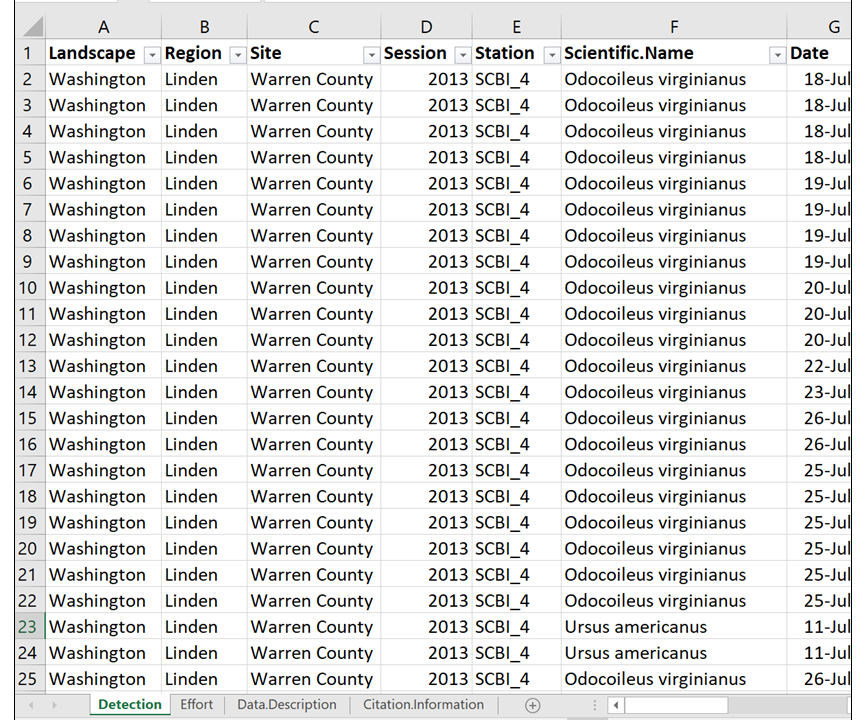 A B C D E F G
1 Landscape Region Site Session Station Scientific.Name Date
2 Washington Linden Warren County 2013 SCBI_4 Odocoileus virginianus 18-Jul
3 Washington Linden Warren County 2013 SCBI_4 Odocoileus virginianus 18-Jul
4 Washington Linden Warren County 2013 SCBI_4 Odocoileus virginianus 18-Jul
5 Washington Linden Warren County 2013 SCBI_4 Odocoileus virginianus 18-Jul
6 Washington Linden Warren County 2013 SCBI_4 Odocoileus virginianus 19-Jul
7 Washington Linden Warren County 2013 SCBI_4 Odocoileus virginianus 19-Jul
8 Washington Linden Warren County 2013 SCBI_4 Odocoileus virginianus 19-Jul
9 Washington Linden Warren County 2013 SCBI_4 Odocoileus virginianus 19-Jul
10 Washington Linden Warren County 2013 SCBI_4 Odocoileus virginianus 20-Jul
11 Washington Linden Warren County 2013 SCBI_4 Odocoileus virginianus 20-Jul
12 Washington Linden Warren County 2013 SCBI_4 Odocoileus virginianus 20-Jul
13 Washington Linden Warren County 2013 SCBI_4 Odocoileus virginianus 22-Jul
14 Washington Linden Warren County 2013 SCBI_4 Odocoileus virginianus 23-Jul
15 Washington Linden Warren County 2013 SCBI_4 Odocoileus virginianus 26-Jul
16 Washington Linden Warren County 2013 SCBI_4 Odocoileus virginianus 26-Jul
17 Washington Linden Warren County 2013 SCBI_4 Odocoileus virginianus 25-Jul
18 Washington Linden Warren County 2013 SCBI_4 Odocoileus virginianus 25-Jul
19 Washington Linden Warren County 2013 SCBI_4 Odocoileus virginianus 25-Jul
20 Washington Linden Warren County 2013 SCBI_4 Odocoileus virginianus 25-Jul
21 Washington Linden Warren County 2013 SCBI_4 Odocoileus virginianus 25-Jul
22 Washington Linden Warren County 2013 SCBI_4 Odocoileus virginianus 25-Jul
23 Washington Linden Warren County 2013 SCBI_4 Ursus americanus 11-Jul
24 Washington Linden Warren County 2013 SCBI_4 Ursus americanus 11-Jul
25 Washington Linden Warren County 2013 SCBI_4 Odocoileus virginianus 26-Jul
Detection Effort Data.Description Citation.Information